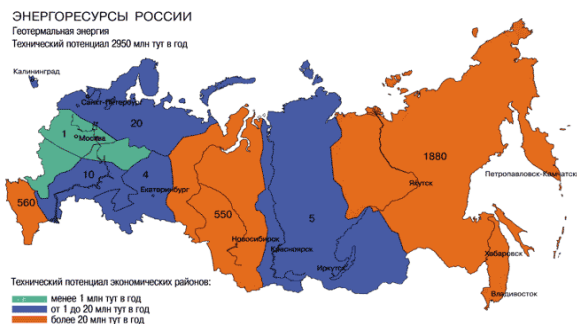 ЭНЕРГОРЕСУРСЫ РОССИИ
Геотермальная энергия
Технический потенциал 2950 млн тут в год
Калининград
Санкт-Петербург
20
1
Москва
1880
10
4
Петропавловск-Камчатский
Якутск
Екатеринбург
560
550
5
Новосибирск
Красноярск
Хабаровск
Иркутск
Владивосток
Технический потенциал экономических районов:
менее 1 млн тут в год
от 1 до 20 млн тут в год
более 20 млн тут в год